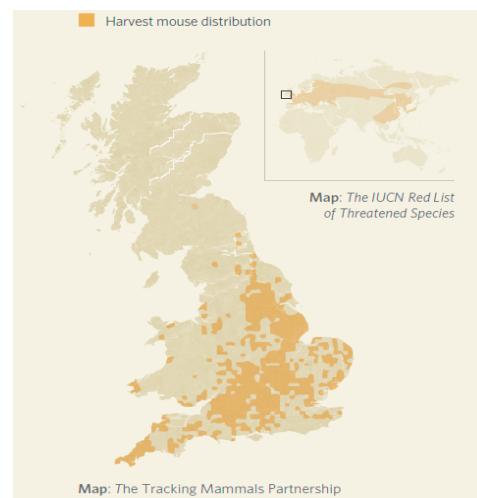 Harvest mouse distribution
Map: The IUCN Red List
of Threatened Species
Map: The Tracking Mammals Partnership